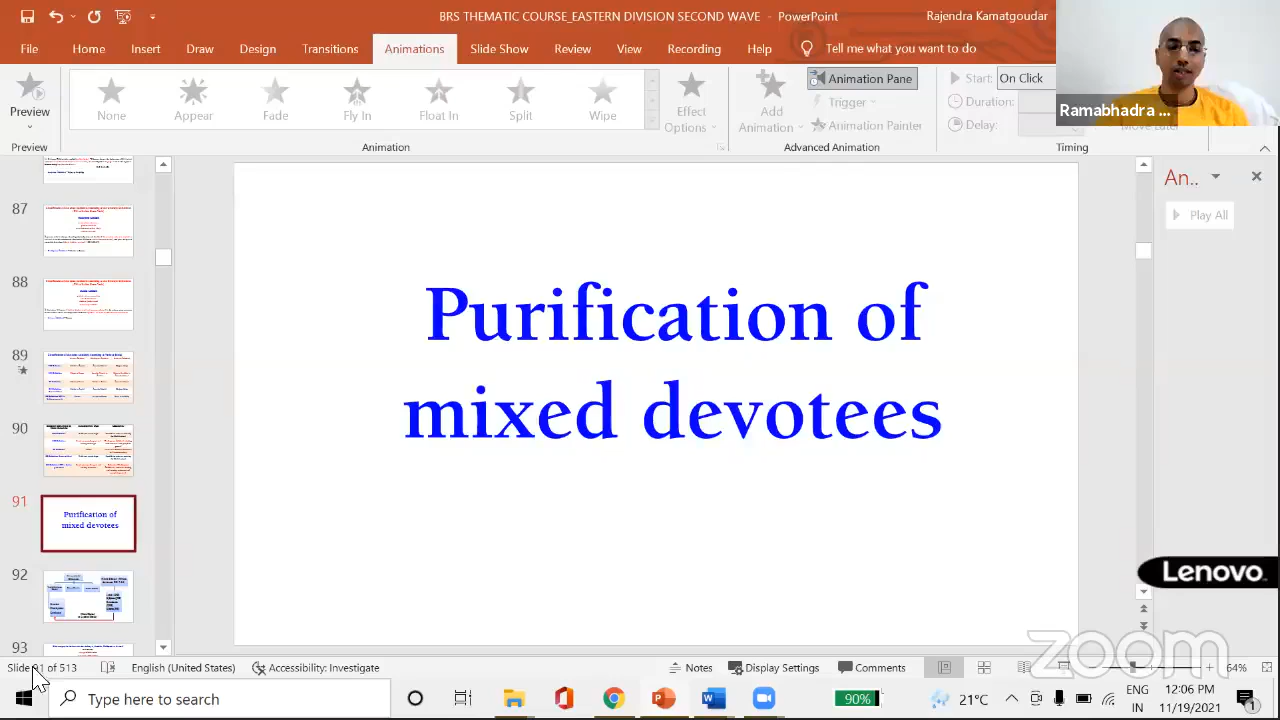 BRS THEMATIC COURSE_EASTERN DIVISION SECOND WAVE - PowerPoint
Rajendra Kamatgoudar
File Home Insert Draw Design Transitions Animations Slide Show Review View Recording Help Tell me what you want to do
Preview
None Appear Fade Fly In Float In Split Wipe
Effect
Options
Add
Animation
Animation Pane
Trigger
Animation Painter
Start: On Click
Duration:
Delay:
Move Later
Ramabhadra ...
Preview
Animation
Advanced Animation
Timing
87
88
89
90
91
Purification of
mixed devotees
92
93
Purification of
mixed devotees
An..
Play All
Lenovo
zoom
Slide 91 of 513
English (United States)
Accessibility: Investigate
Notes
Display Settings
Comments
64%
Type here to search
90%
21°C
ENG
IN
12:06 PM
11/19/2021
1